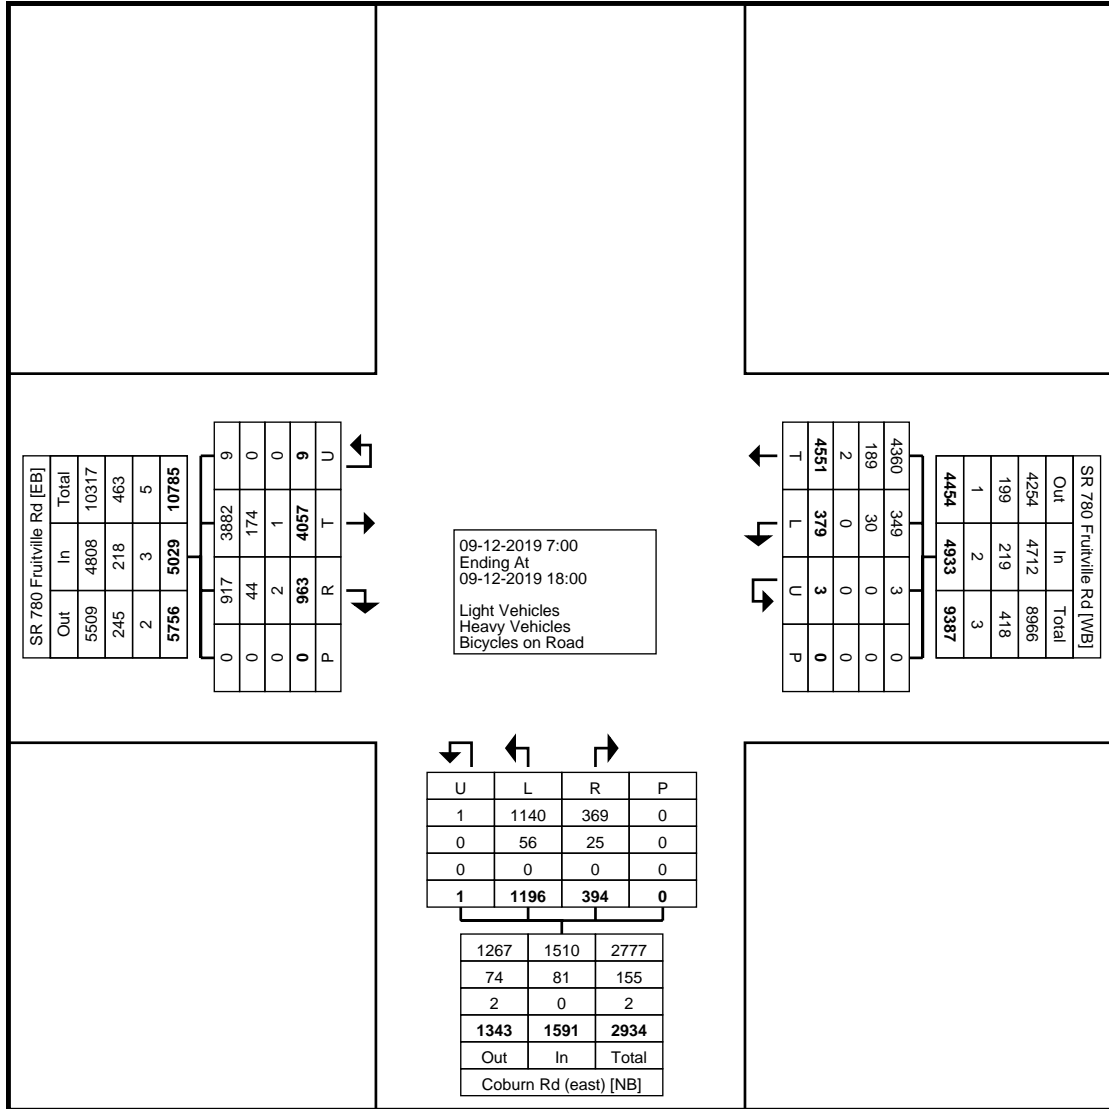 SR 780 Fruitville Rd [EB]
Total In Out
10317 4808 5509
463 218 245
5 3 2
10785 5029 5756
9 3882 917 0
0 174 44 0
0 1 2 0
9 4057 963 0
U T R P
09-12-2019 7:00
Ending At
09-12-2019 18:00
Light Vehicles
Heavy Vehicles
Bicycles on Road
SR 780 Fruitville Rd [WB]
Out In Total
4254 4712 8966
199 219 418
1 2 3
4454 4933 9387
4360 349 3 0
189 30 0 0
2 0 0 0
4551 379 3 0
T L U P
U L R P
1 1140 369 0
0 56 25 0
0 0 0 0
1 1196 394 0
1267 1510 2777
74 81 155
2 0 2
1343 1591 2934
Out In Total
Coburn Rd (east) [NB]